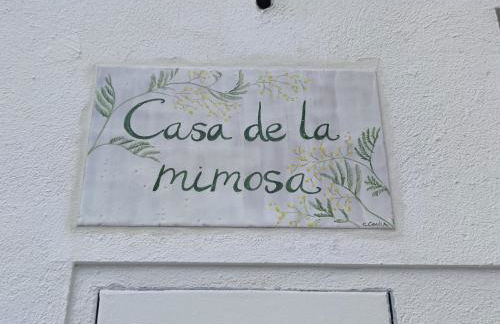 Casa de la
mimosa